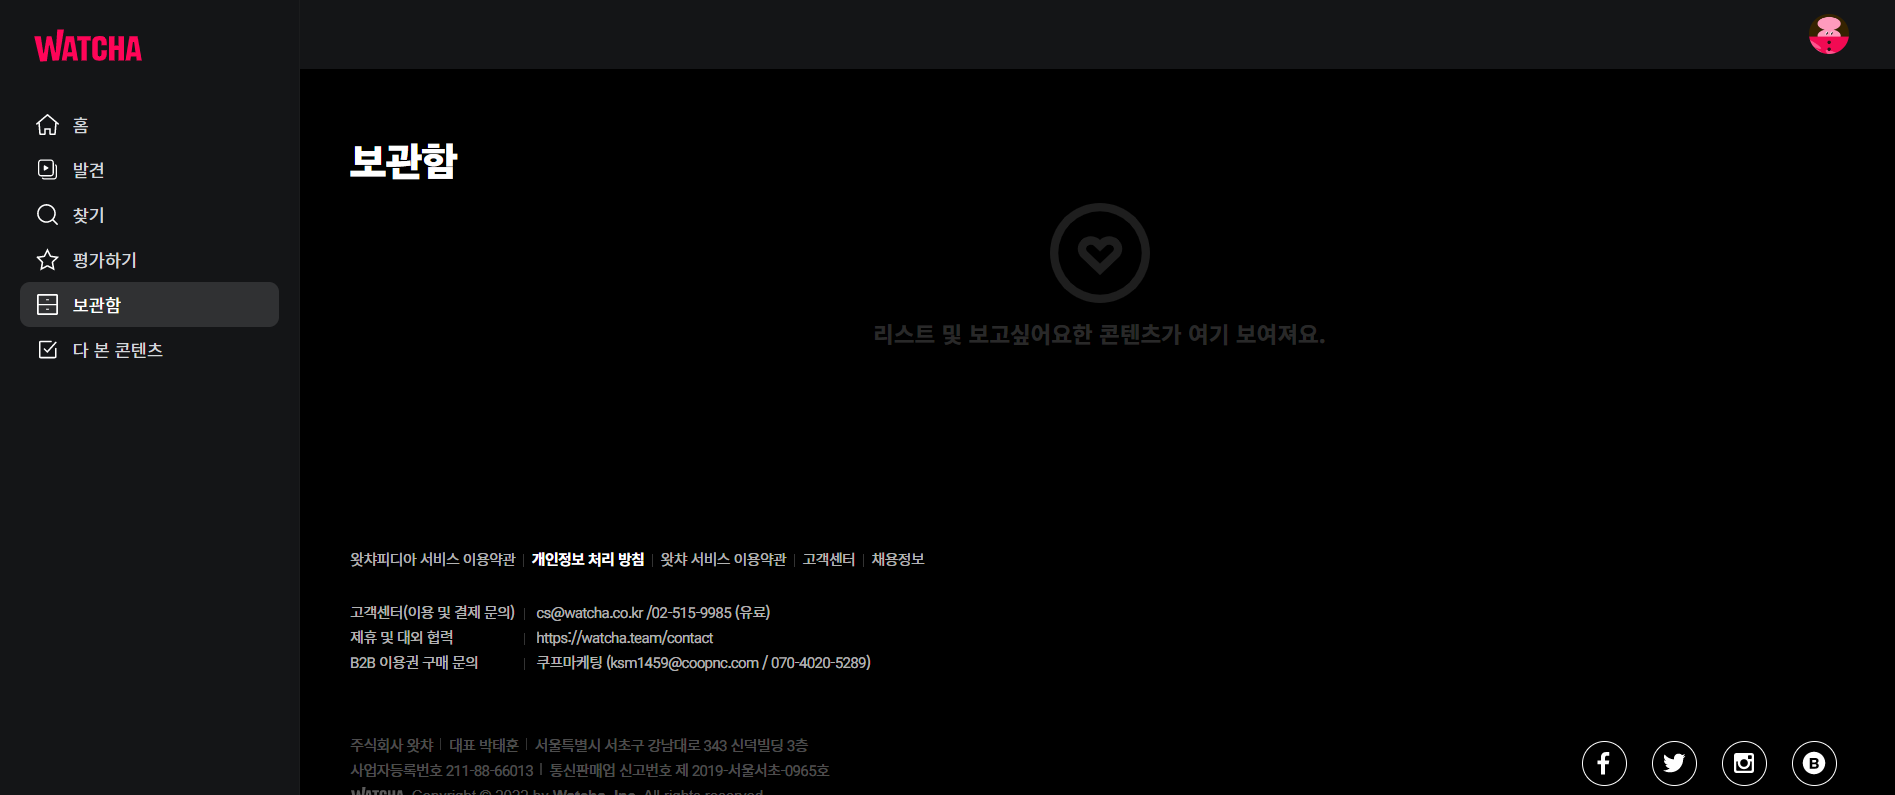 WATCHA
홈
발견
찾기
평가하기
보관함
다 본 콘텐츠
보관함
리스트 및 보고싶어요한 콘텐츠가 여기 보여져요.
왓챠피디아 서비스 이용약관 | 개인정보 처리 방침 | 왓챠 서비스 이용약관 | 고객센터 | 채용정보
고객센터(이용 및 결제 문의) | cs@watcha.co.kr /02-515-9985 (유료)
제휴 및 대외 협력 | https://watcha.team/contact
B2B 이용권 구매 문의 | 쿠프마케팅 (ksm1459@coopnc.com / 070-4020-5289)
주식회사 왓챠 | 대표 박태훈 | 서울특별시 서초구 강남대로 343 신덕빌딩 3층
사업자등록번호 211-88-66013 | 통신판매업 신고번호 제 2019-서울서초-0965호
WATCHA Copyright © 2022 by Watcha, Inc. All rights reserved.